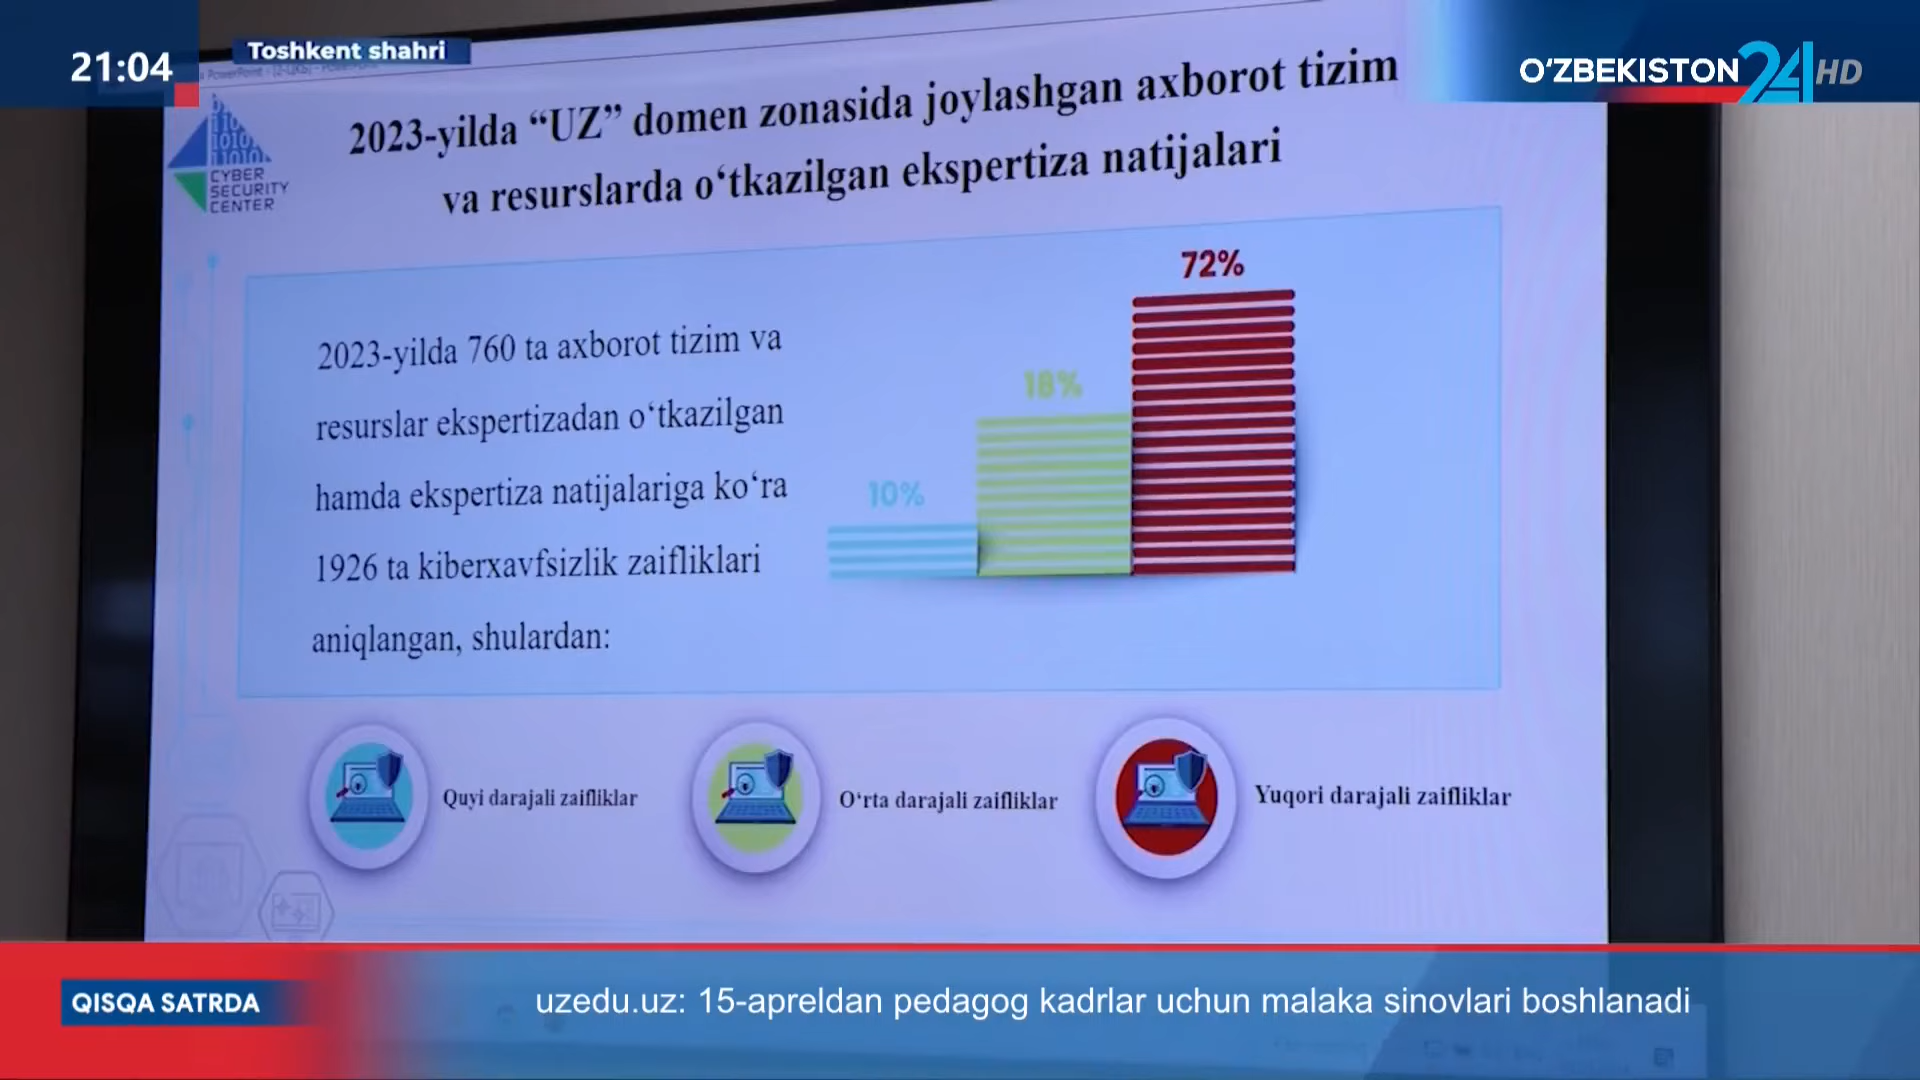 21:04
Toshkent shahri
O‘ZBEKISTON 24 HD
CYBER
SECURITY
CENTER
2023-yilda “UZ” domen zonasida joylashgan axborot tizim
va resurslarda o‘tkazilgan ekspertiza natijalari
2023-yilda 760 ta axborot tizim va
resurslar ekspertizadan o‘tkazilgan
hamda ekspertiza natijalariga ko‘ra
1926 ta kiberxavfsizlik zaifliklari
aniqlangan, shulardan:
10%
18%
72%
Quyi darajali zaifliklar
O‘rta darajali zaifliklar
Yuqori darajali zaifliklar
QISQA SATRDA
uzedu.uz: 15-apreldan pedagog kadrlar uchun malaka sinovlari boshlanadi